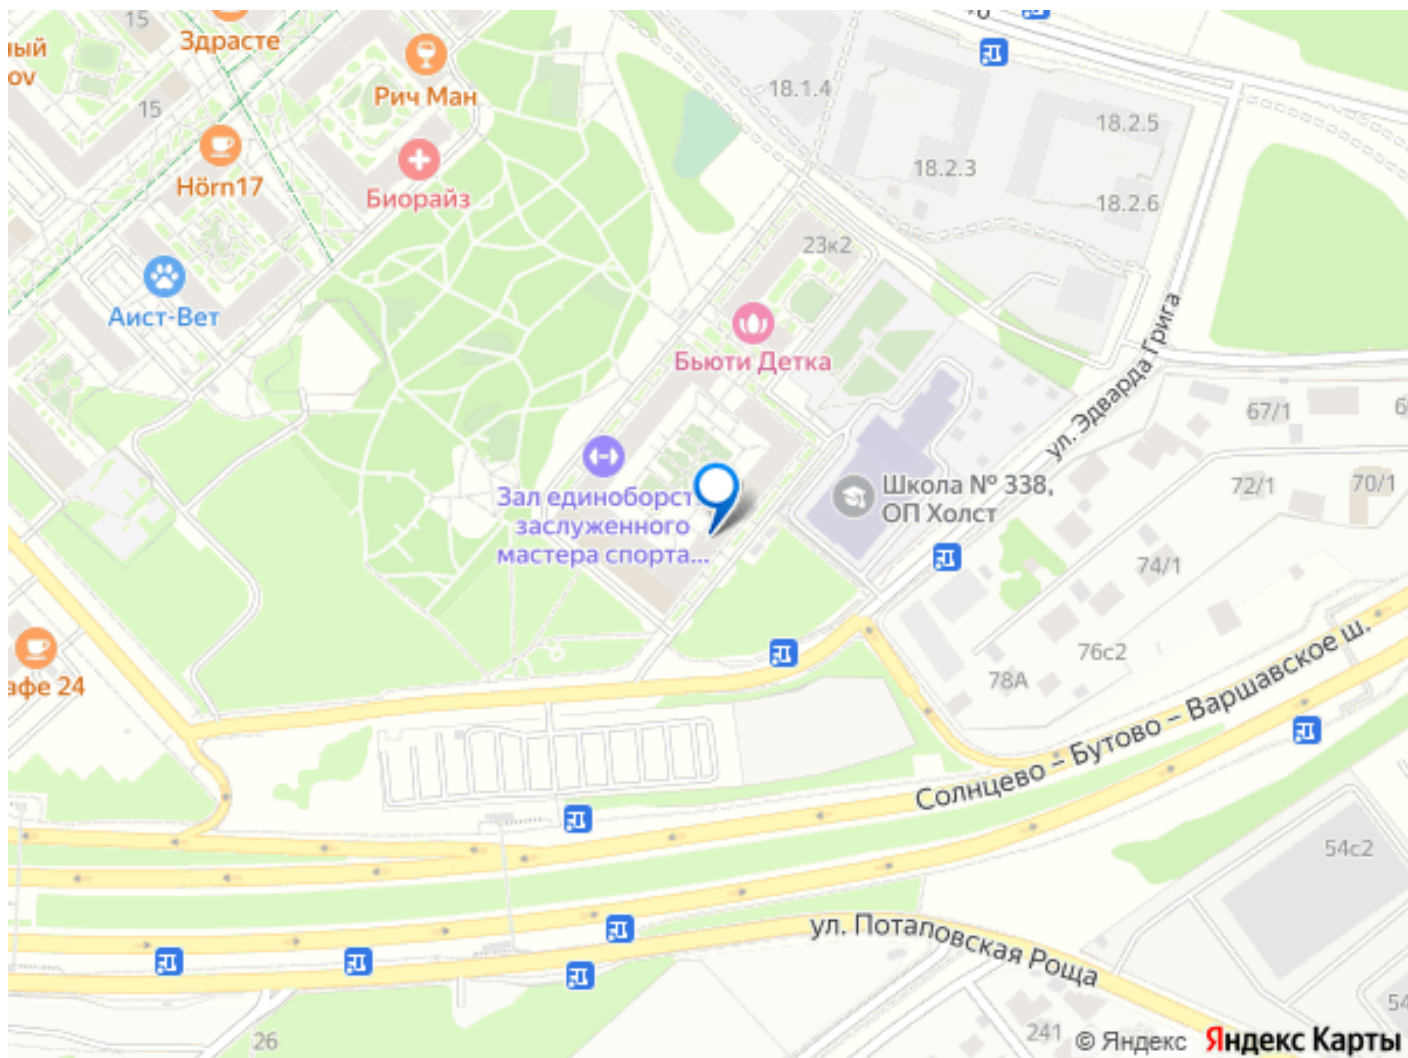 15
Здрасте
ный
ov
Рич Ман
15
18.1.4
18.2.5
18.2.3
18.2.6
Hörn17
Биорайз
23к2
Аист-Вет
Бьюти Детка
ул. Эдварда Грига
67/1
72/1
70/1
Зал единоборст
заслуженного
мастера спорта...
Школа № 338,
ОП Холст
74/1
76с2
78А
афе 24
Солнцево – Бутово – Варшавское ш.
54с2
ул. Потаповская Роща
54
26
241
© Яндекс
Яндекс Карты